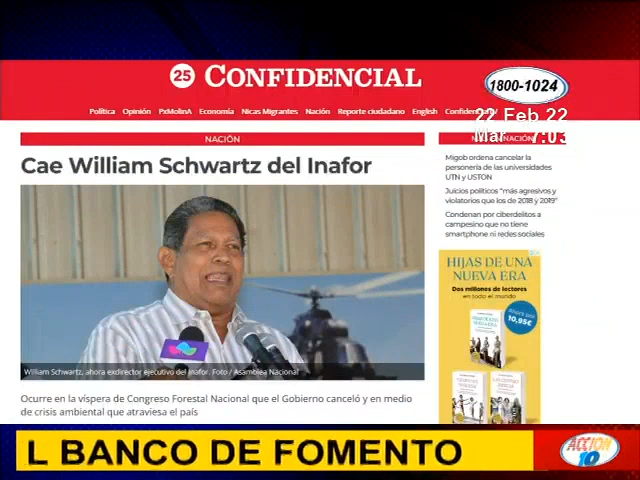 25 CONFIDENCIAL
1800-1024
Política Opinión PxMolinA Economía Nicas Migrantes Nación Reporte ciudadano English
22 Feb 22
Mar 7:03
NACIÓN
Cae William Schwartz del Inafor
William Schwartz, ahora exdirector ejecutivo del Inafor. Foto / Asamblea Nacional
Ocurre en la víspera de Congreso Forestal Nacional que el Gobierno canceló y en medio
de crisis ambiental que atraviesa el país
Migob ordena cancelar la
personería de las universidades
UTN y USTON
Juicios políticos "más agresivos y
violatorios que los de 2018 y 2019"
Condenan por ciberdelitos a
campesino que no tiene
smartphone ni redes sociales
HIJAS DE UNA
NUEVA ERA
Dos millones de lectores
en todo el mundo
10,95€
L BANCO DE FOMENTO
ACCION
10